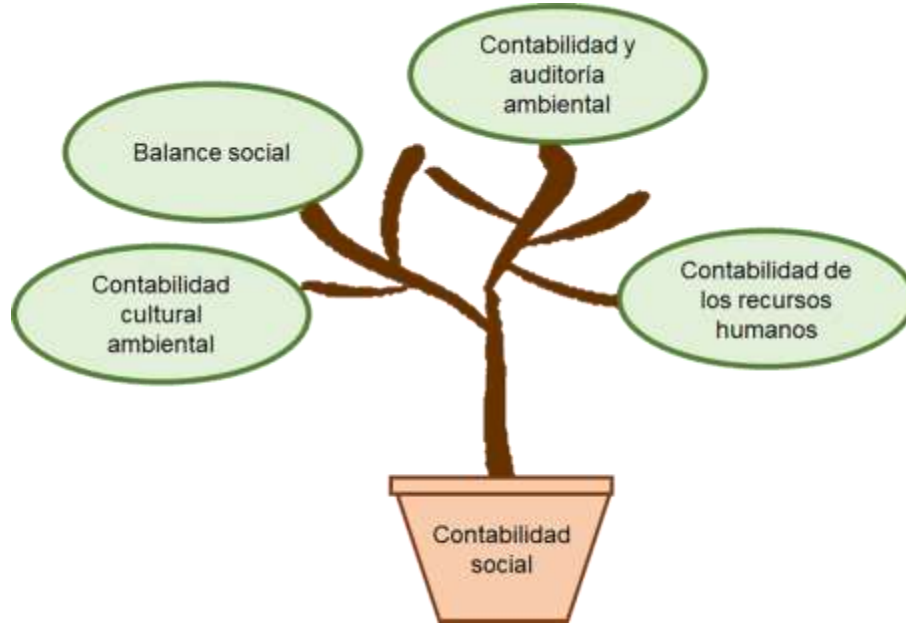 Contabilidad y
auditoría
ambiental
Balance social
Contabilidad
cultural
ambiental
Contabilidad de
los recursos
humanos
Contabilidad
social